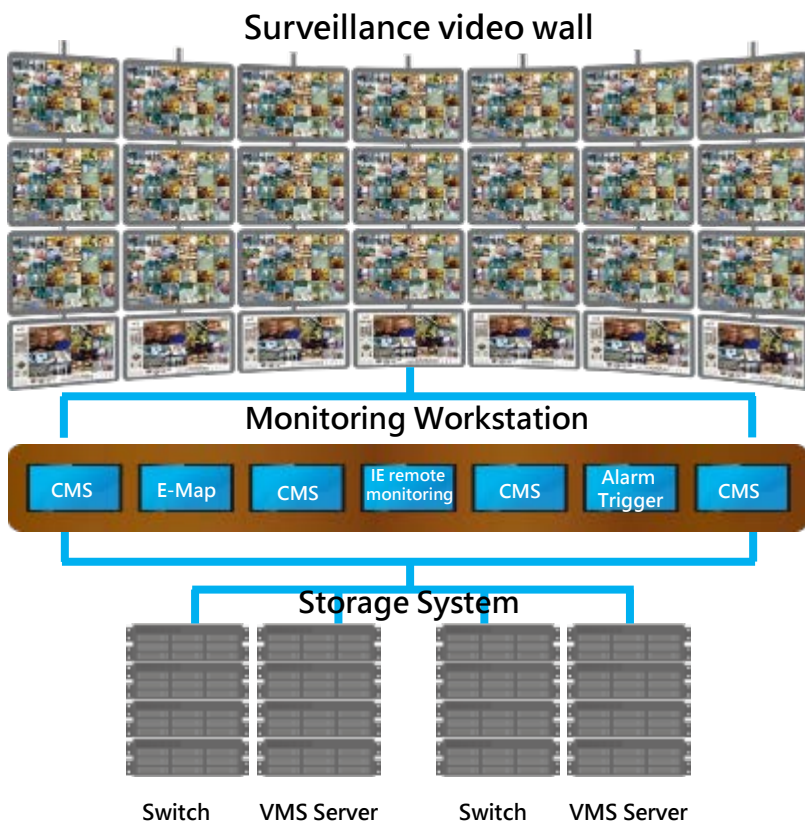 Surveillance video wall
Monitoring Workstation
CMS
E-Map
CMS
IE remote
monitoring
CMS
Alarm
Trigger
CMS
Storage System
Switch
VMS Server
Switch
VMS Server